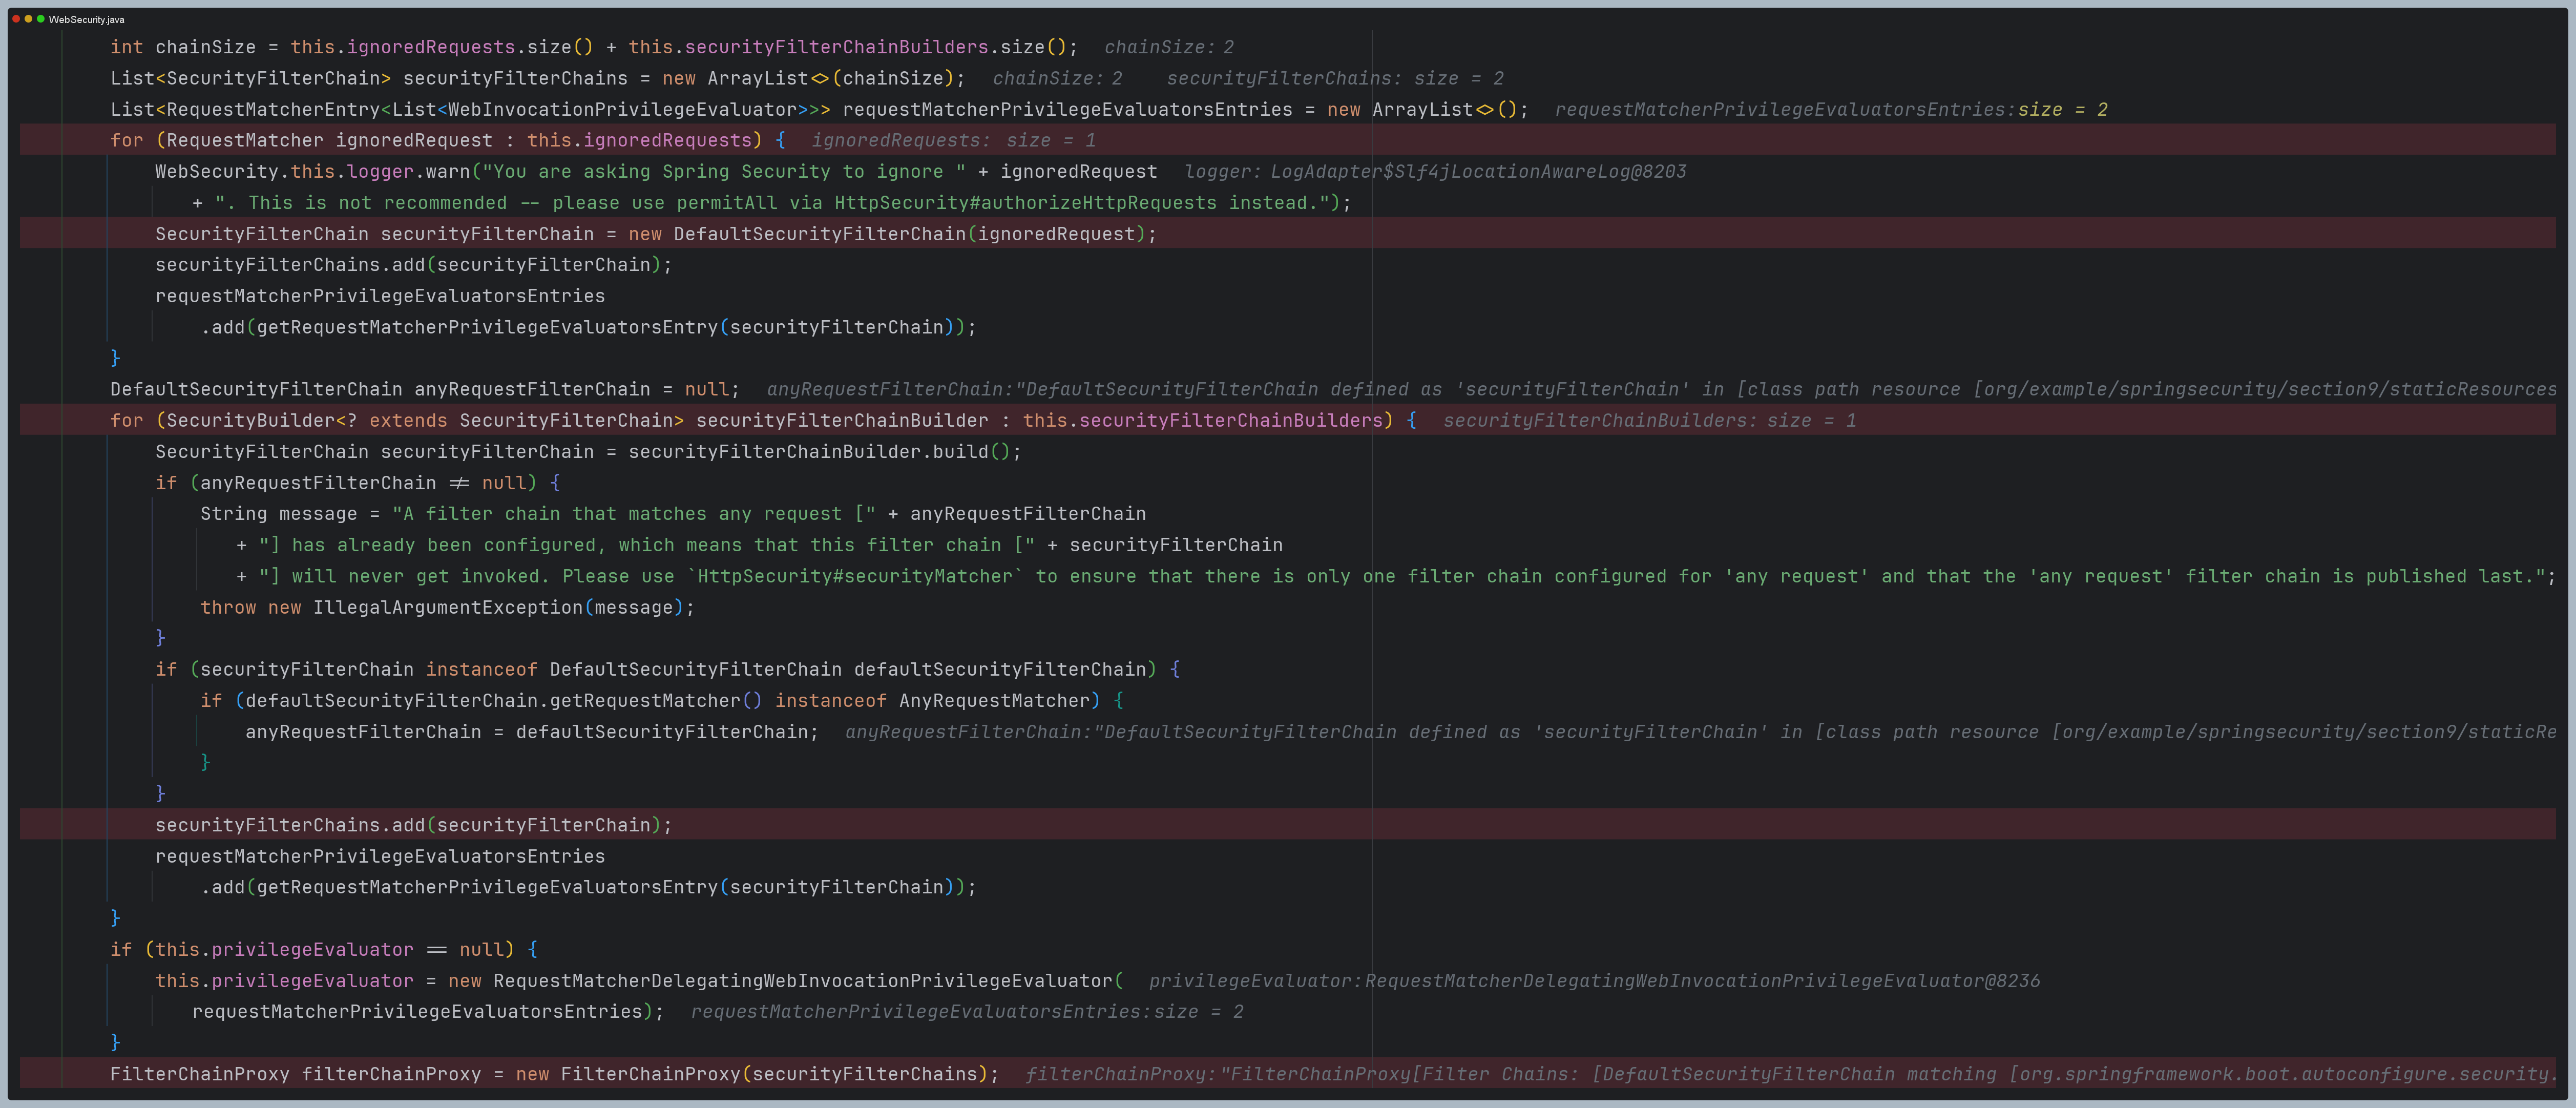 WebSecurity.java
int chainSize = this.ignoredRequests.size() + this.securityFilterChainBuilders.size(); chainSize: 2
List<SecurityFilterChain> securityFilterChains = new ArrayList<>(chainSize); chainSize: 2 securityFilterChains: size = 2
List<RequestMatcherEntry<List<WebInvocationPrivilegeEvaluator>>> requestMatcherPrivilegeEvaluatorsEntries = new ArrayList<>(); requestMatcherPrivilegeEvaluatorsEntries: size = 2
for (RequestMatcher ignoredRequest : this.ignoredRequests) { ignoredRequests: size = 1
WebSecurity.this.logger.warn("You are asking Spring Security to ignore " + ignoredRequest logger: LogAdapter$Slf4jLocationAwareLog@8203
+ ". This is not recommended -- please use permitAll via HttpSecurity#authorizeHttpRequests instead.");
SecurityFilterChain securityFilterChain = new DefaultSecurityFilterChain(ignoredRequest);
securityFilterChains.add(securityFilterChain);
requestMatcherPrivilegeEvaluatorsEntries
.add(getRequestMatcherPrivilegeEvaluatorsEntry(securityFilterChain));
}
DefaultSecurityFilterChain anyRequestFilterChain = null; anyRequestFilterChain:"DefaultSecurityFilterChain defined as 'securityFilterChain' in [class path resource [org/example/springsecurity/section9/staticResources
for (SecurityBuilder<? extends SecurityFilterChain> securityFilterChainBuilder : this.securityFilterChainBuilders) { securityFilterChainBuilders: size = 1
SecurityFilterChain securityFilterChain = securityFilterChainBuilder.build();
if (anyRequestFilterChain != null) {
String message = "A filter chain that matches any request [" + anyRequestFilterChain
+ "] has already been configured, which means that this filter chain [" + securityFilterChain
+ "] will never get invoked. Please use `HttpSecurity#securityMatcher` to ensure that there is only one filter chain configured for 'any request' and that the 'any request' filter chain is published last.";
throw new IllegalArgumentException(message);
}
if (securityFilterChain instanceof DefaultSecurityFilterChain defaultSecurityFilterChain) {
if (defaultSecurityFilterChain.getRequestMatcher() instanceof AnyRequestMatcher) {
anyRequestFilterChain = defaultSecurityFilterChain; anyRequestFilterChain:"DefaultSecurityFilterChain defined as 'securityFilterChain' in [class path resource [org/example/springsecurity/section9/staticRe
}
}
securityFilterChains.add(securityFilterChain);
requestMatcherPrivilegeEvaluatorsEntries
.add(getRequestMatcherPrivilegeEvaluatorsEntry(securityFilterChain));
}
if (this.privilegeEvaluator == null) {
this.privilegeEvaluator = new RequestMatcherDelegatingWebInvocationPrivilegeEvaluator( privilegeEvaluator:RequestMatcherDelegatingWebInvocationPrivilegeEvaluator@8236
requestMatcherPrivilegeEvaluatorsEntries); requestMatcherPrivilegeEvaluatorsEntries:size = 2
}
FilterChainProxy filterChainProxy = new FilterChainProxy(securityFilterChains); filterChainProxy:"FilterChainProxy[Filter Chains: [DefaultSecurityFilterChain matching [org.springframework.boot.autoconfigure.security.